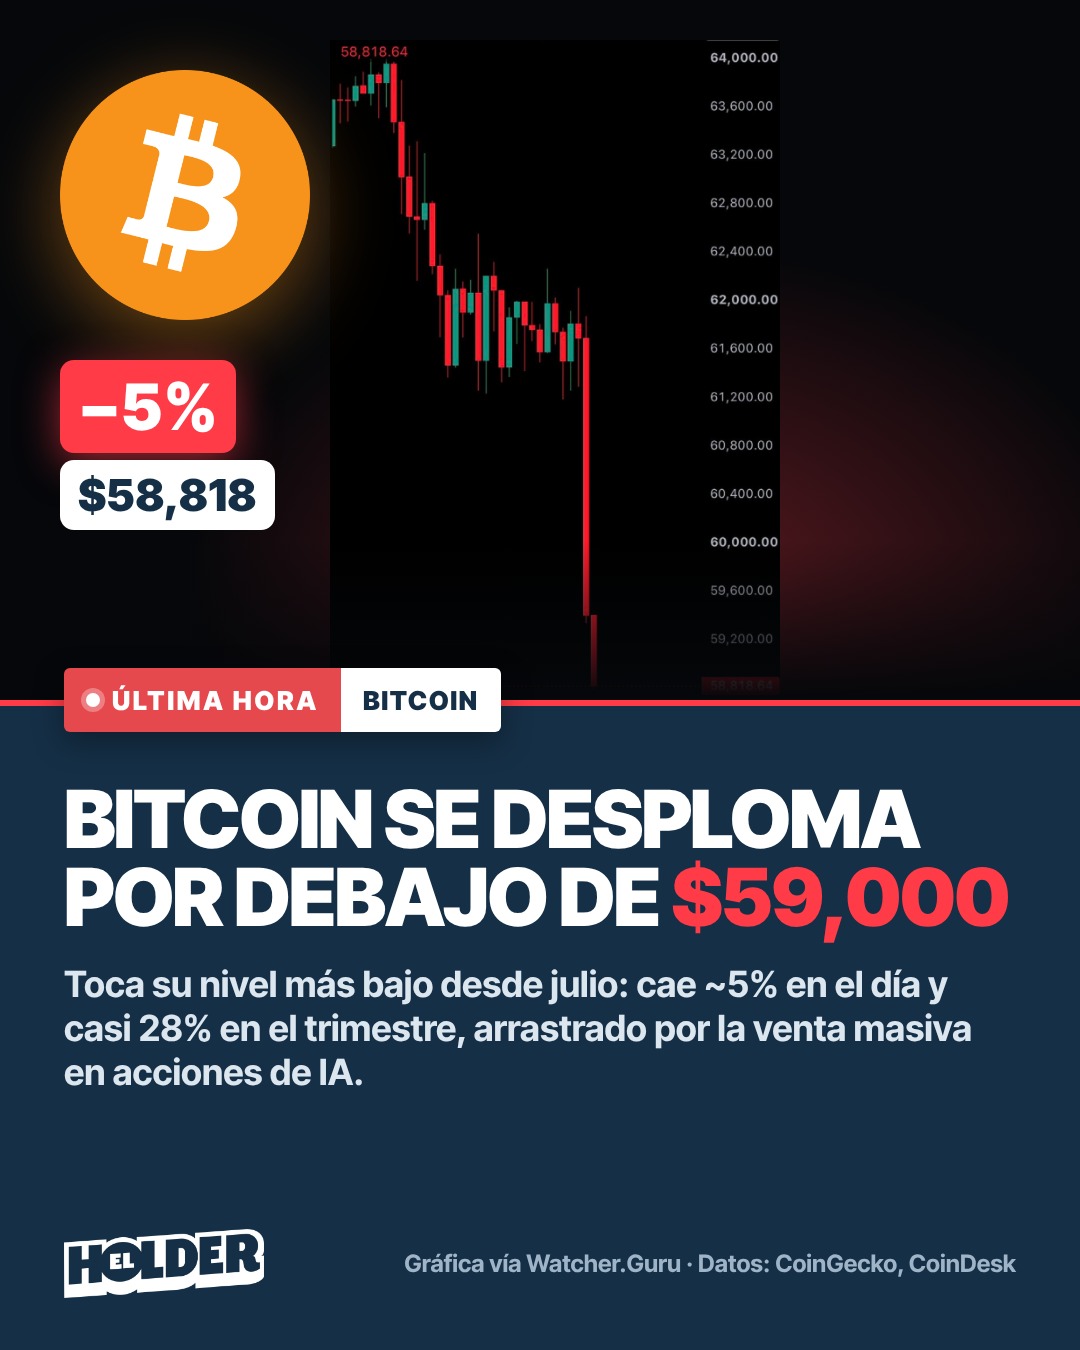 58,818.64
64,000.00
63,600.00
63,200.00
62,800.00
62,400.00
62,000.00
61,600.00
61,200.00
60,800.00
60,400.00
60,000.00
59,600.00
59,200.00
58,818.64
−5%
$58,818
ÚLTIMA HORA
BITCOIN
BITCOIN SE DESPLOMA
POR DEBAJO DE $59,000
Toca su nivel más bajo desde julio: cae ~5% en el día y
casi 28% en el trimestre, arrastrado por la venta masiva
en acciones de IA.
EL HOLDER
Gráfica vía Watcher.Guru · Datos: CoinGecko, CoinDesk